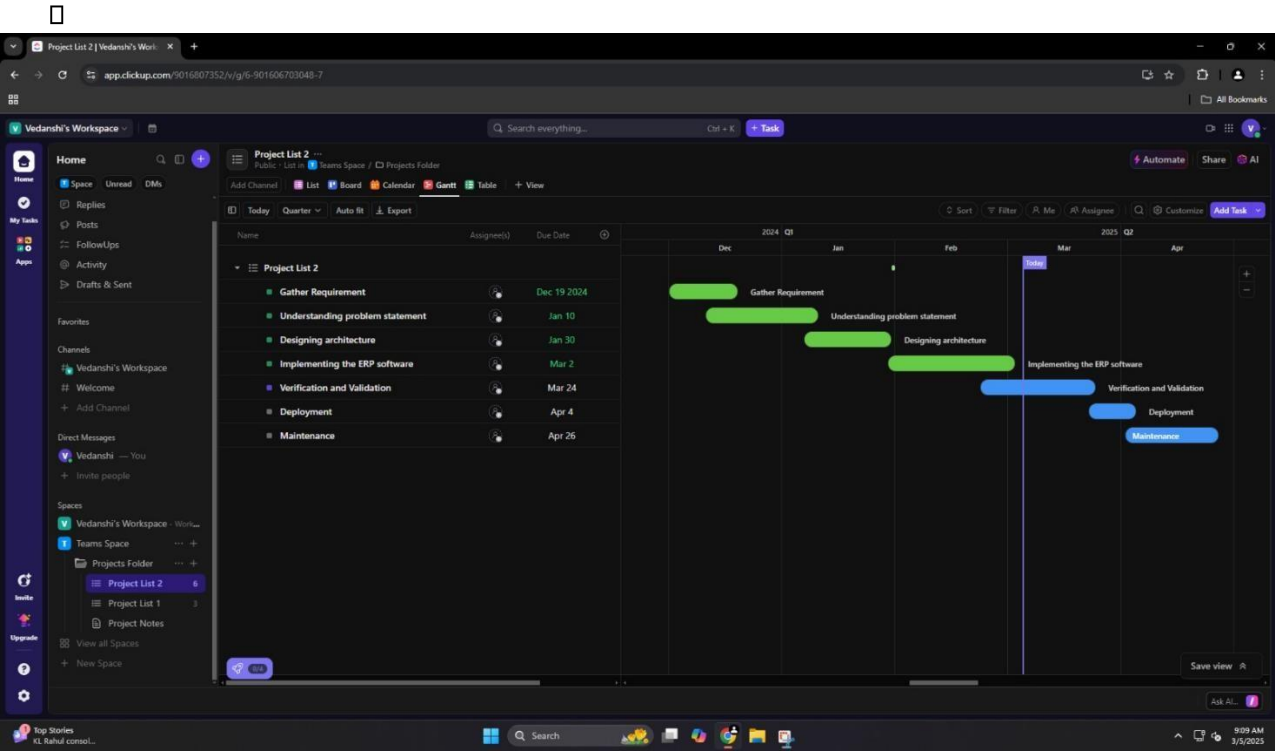 Project List 2 | Vedanshi's Work
app.clickup.com/9016807352/v/g/6-901606703048-7
All Bookmarks
Vedanshi's Workspace
Search everything...
Ctrl + K
+ Task
Home
Home
Space
Unread
DMs
My Tasks
Apps
Replies
Posts
FollowUps
Activity
Drafts & Sent
Favorites
Channels
Vedanshi's Workspace
# Welcome
+ Add Channel
Direct Messages
Vedanshi — You
+ Invite people
Spaces
Vedanshi's Workspace - Work...
Teams Space
Projects Folder
Project List 2 6
Project List 1 3
Project Notes
View all Spaces
+ New Space
Invite
Upgrade
Project List 2 ...
Public · List in Teams Space / Projects Folder
Automate
Share
AI
Add Channel
List
Board
Calendar
Gantt
Table
+ View
Today
Quarter
Auto fit
Export
Sort
Filter
Me
Assignee
Customize
Add Task
Name
Assignee(s)
Due Date
2024 Q1
2025 Q2
Dec
Jan
Feb
Mar
Apr
Today
Project List 2
Gather Requirement
Dec 19 2024
Gather Requirement
Understanding problem statement
Jan 10
Understanding problem statement
Designing architecture
Jan 30
Designing architecture
Implementing the ERP software
Mar 2
Implementing the ERP software
Verification and Validation
Mar 24
Verification and Validation
Deployment
Apr 4
Deployment
Maintenance
Apr 26
Maintenance
0/4
Save view
Ask AI...
Top Stories
KL Rahul consol...
Search
9:09 AM
3/5/2025